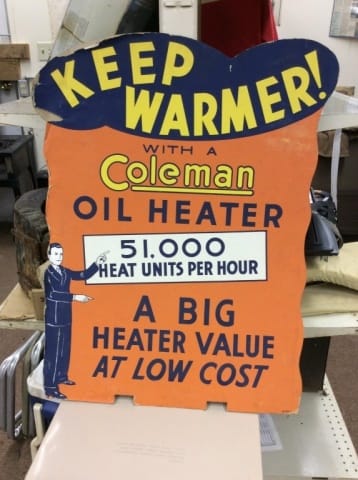 KEEP
WARMER!
WITH A
Coleman
OIL HEATER
51.000
HEAT UNITS PER HOUR
A BIG
HEATER VALUE
AT LOW COST